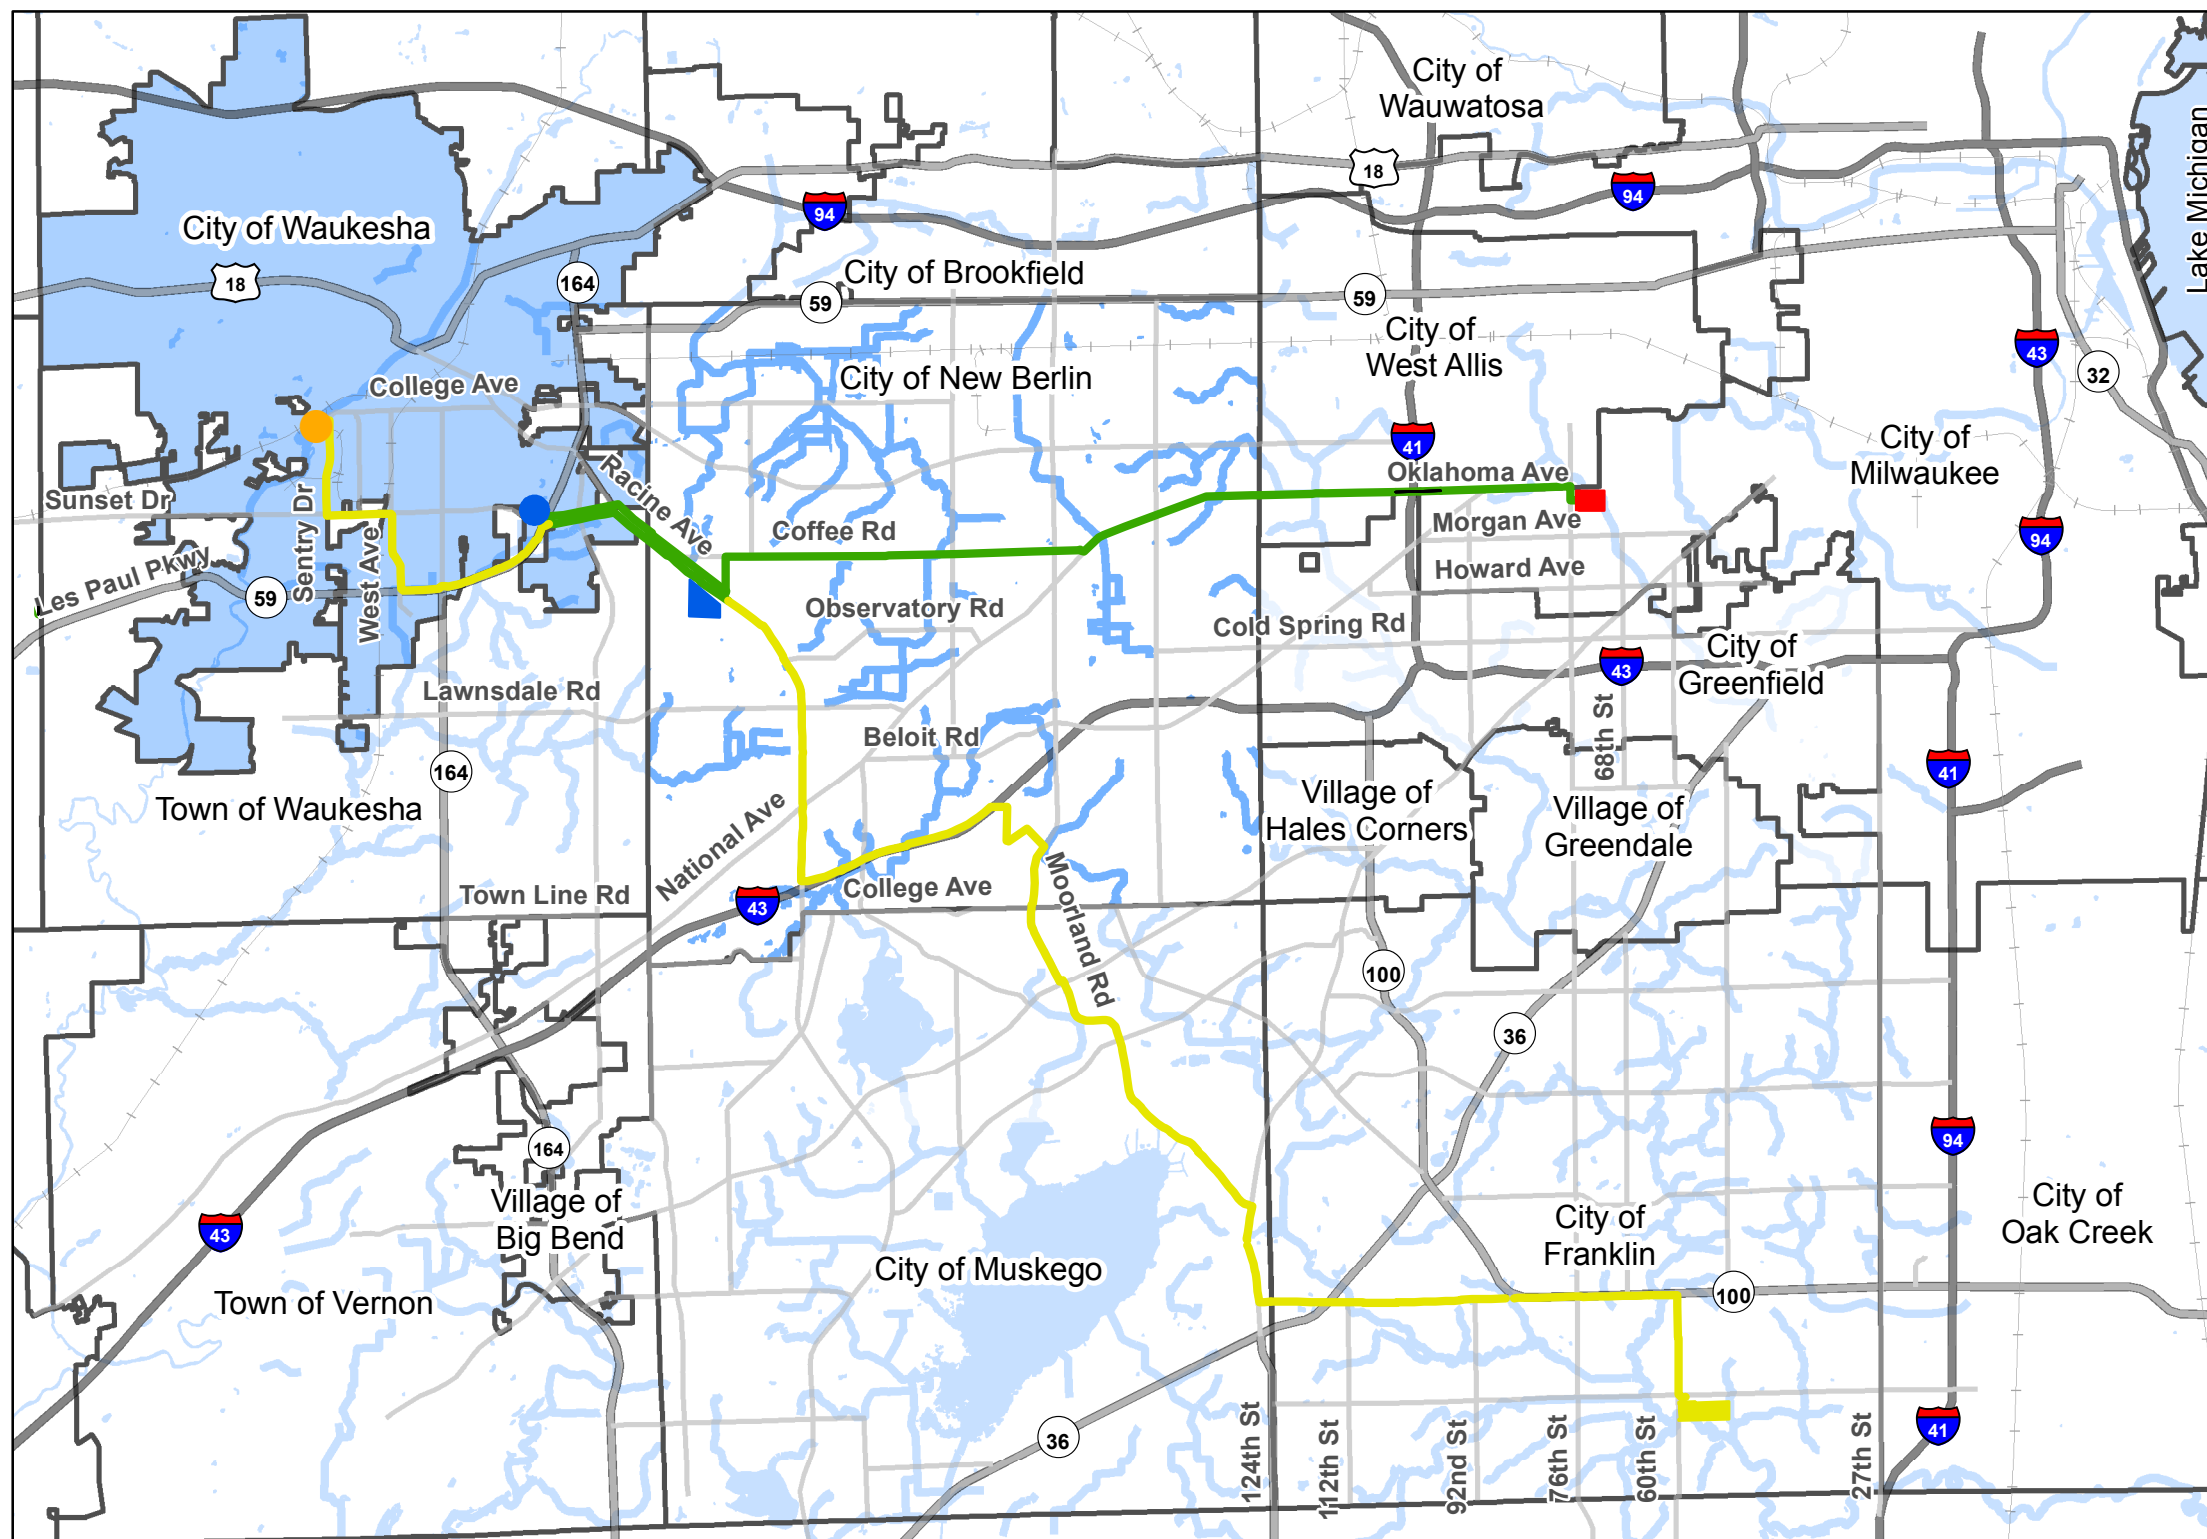 City of
Wauwatosa
Lake Michigan
18
94
94
City of Waukesha
18
164
City of Brookfield
59
59
City of
West Allis
43
32
College Ave
City of New Berlin
41
City of
Milwaukee
Oklahoma Ave
Racine Ave
Sunset Dr
Sentry Dr
Coffee Rd
Morgan Ave
94
Les Paul Pkwy
59
West Ave
Howard Ave
Observatory Rd
Cold Spring Rd
City of
Greenfield
43
Lawnsdale Rd
68th St
Beloit Rd
164
41
Town of Waukesha
Village of
Hales Corners
Village of
Greendale
National Ave
Moorland Rd
College Ave
Town Line Rd
43
100
36
94
164
Village of
Big Bend
43
City of
Franklin
City of
Oak Creek
City of Muskego
Town of Vernon
100
36
41
124th St
112th St
92nd St
76th St
60th St
27th St